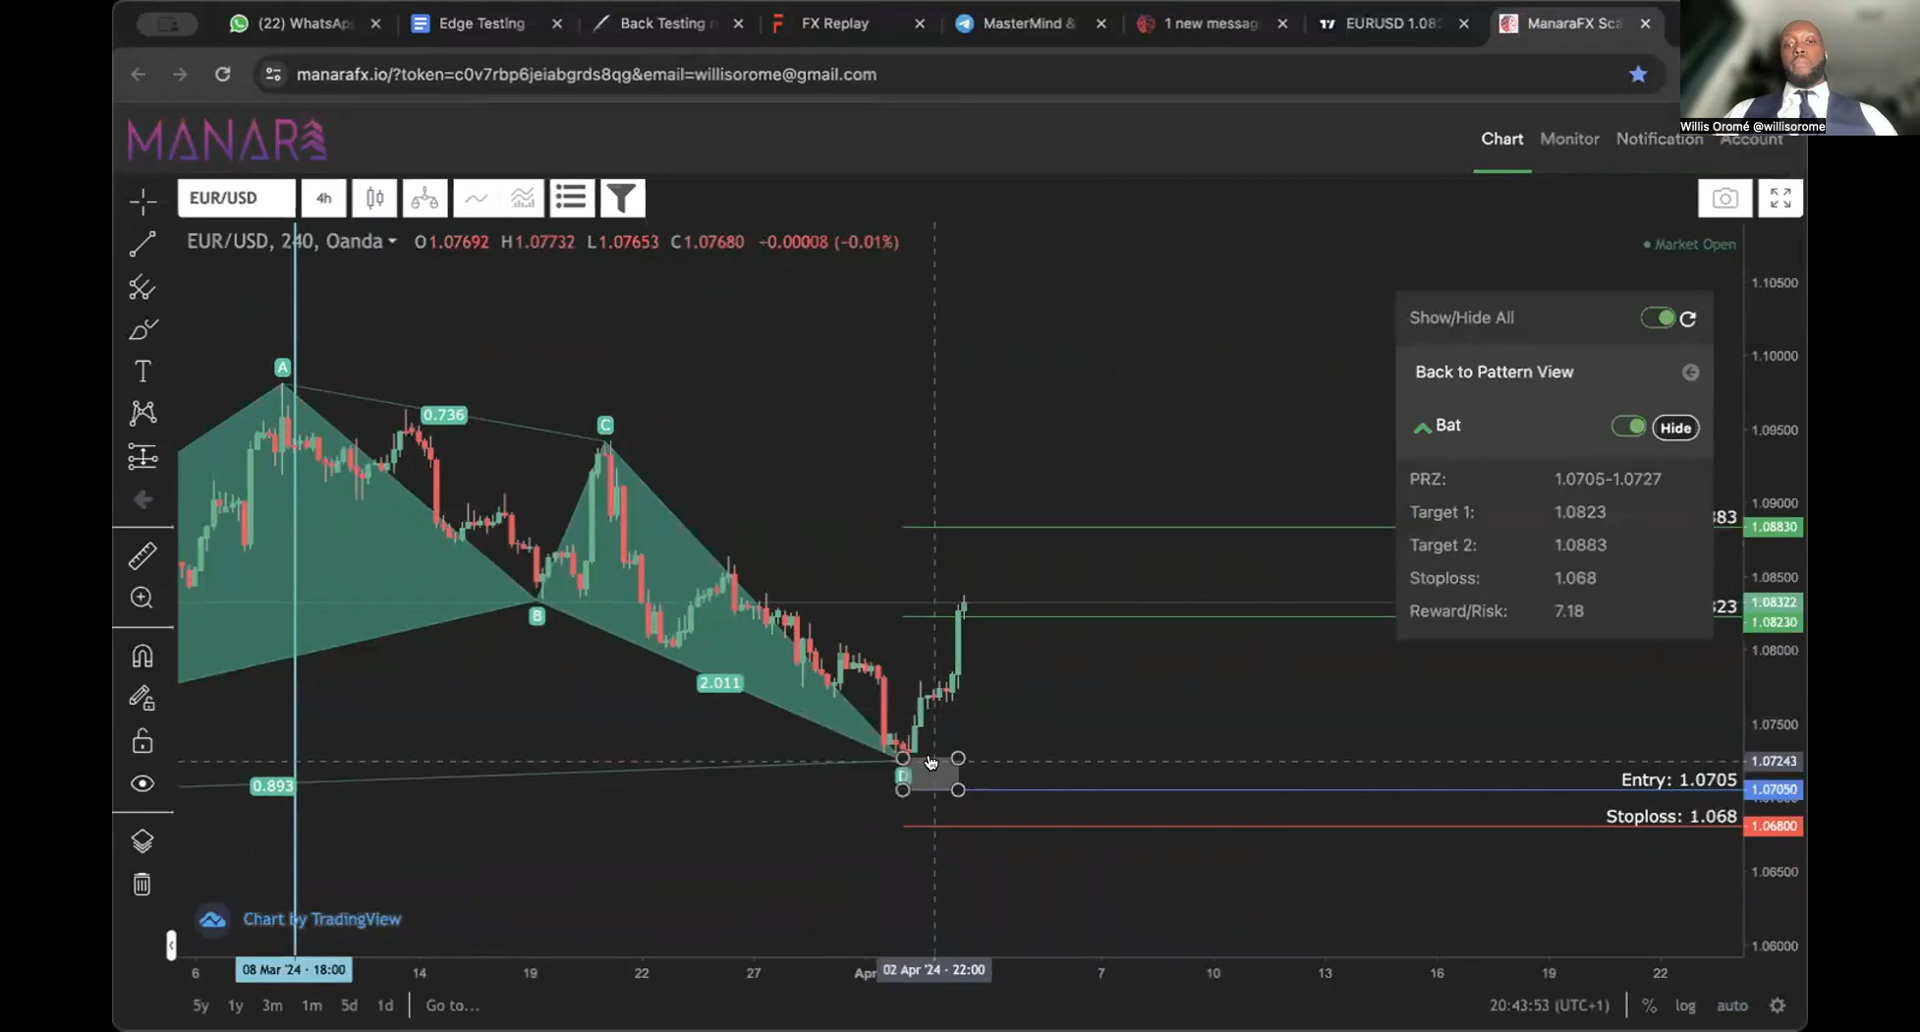 (22) WhatsAp
Edge Testing
Back Testing
FX Replay
MasterMind &
1 new messag
EURUSD 1.08
ManaraFX Sca
manarafx.io/?token=c0v7rbp6jeiabgrds8qg&email=willisorome@gmail.com
Willis Oromé @willisorome
MANARA
Chart Monitor Notification Account
EUR/USD 4h
EUR/USD, 240, Oanda O1.07692 H1.07732 L1.07653 C1.07680 −0.00008 (−0.01%)
Market Open
1.10500
Show/Hide All
1.10000
A
Back to Pattern View
0.736
C
Bat Hide
1.09500
PRZ: 1.0705-1.0727
1.09000
Target 1: 1.0823
83 1.08830
Target 2: 1.0883
Stoploss: 1.068
1.08500
Reward/Risk: 7.18
1.08322
23 1.08230
B
1.08000
2.011
1.07500
1.07243
D
0.893
Entry: 1.0705 1.07050
Stoploss: 1.068 1.06800
1.06500
Chart by TradingView
1.06000
6 08 Mar '24 · 18:00 14 19 22 27 Apr 02 Apr '24 · 22:00 7 10 13 16 19 22
5y 1y 3m 1m 5d 1d Go to... 20:43:53 (UTC+1) % log auto